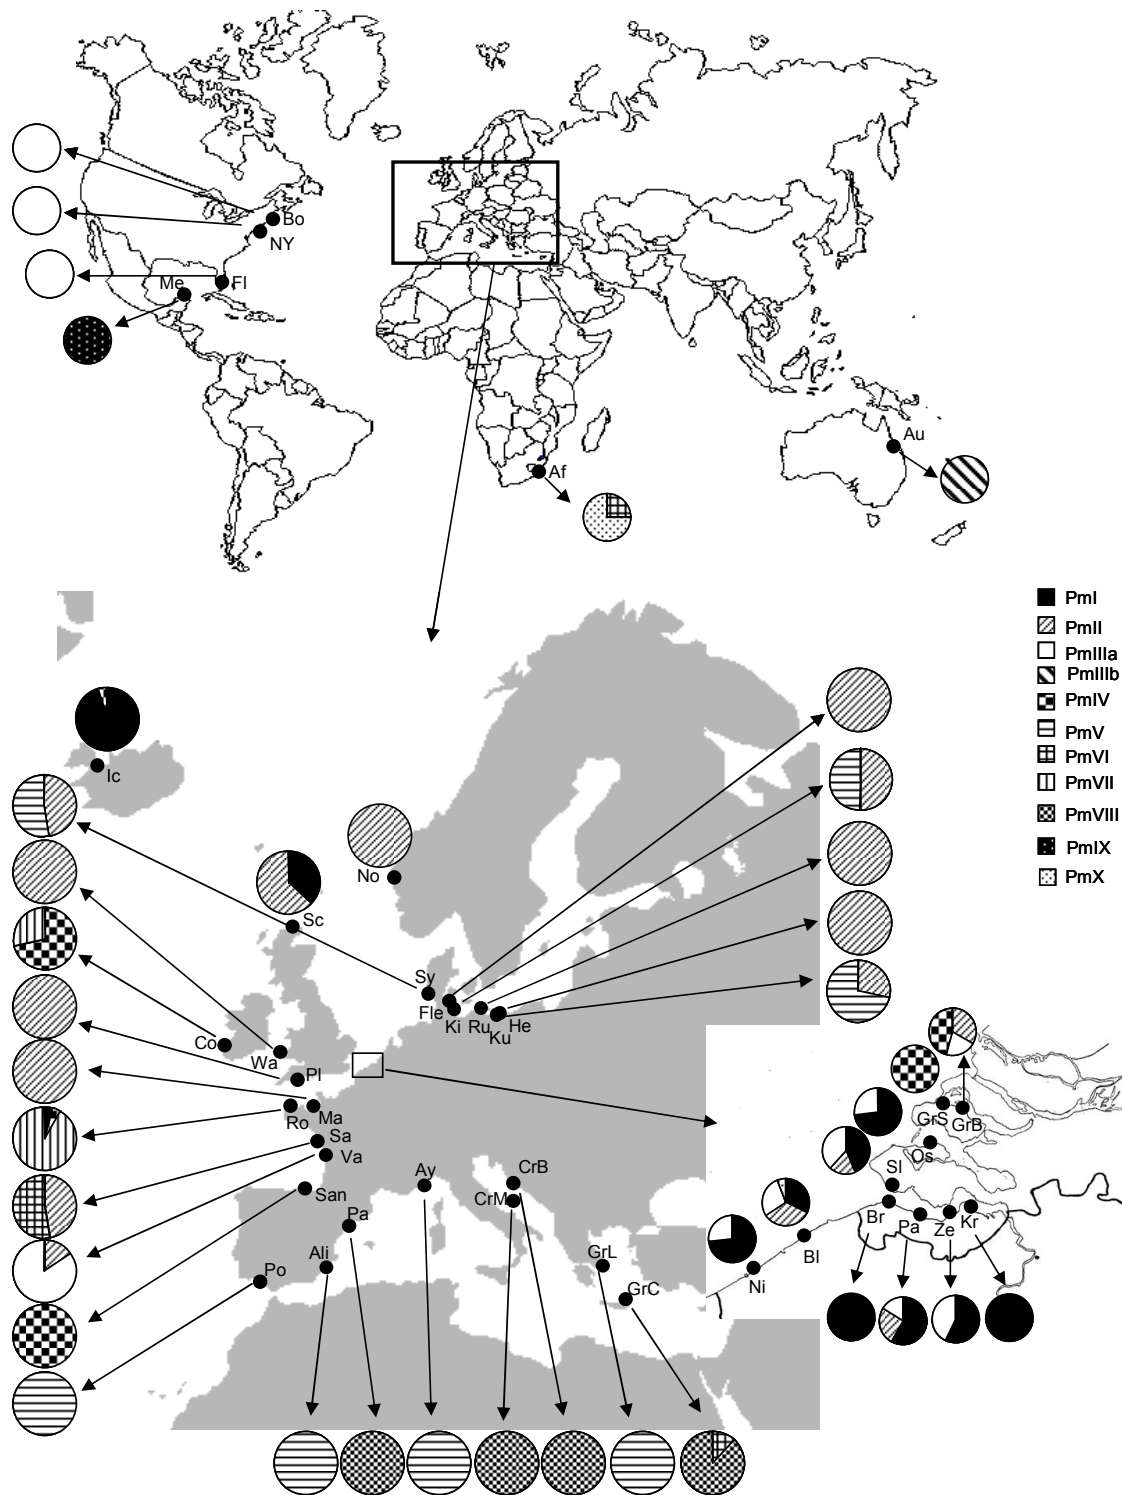 Bo
NY
Me
Fl
Au
Af
PmI
PmII
PmIIIa
PmIIIb
PmIV
PmV
PmVI
PmVII
PmVIII
PmIX
PmX
Ic
No
Sc
Sy
Fle
Ki
Ru
Ku
He
Co
Wa
Pl
Ro
Ma
Sa
Va
San
Pa
Ali
Po
Ay
CrB
CrM
GrL
GrC
GrS
GrB
Os
Sl
Br
Pa
Ze
Kr
Bl
Ni